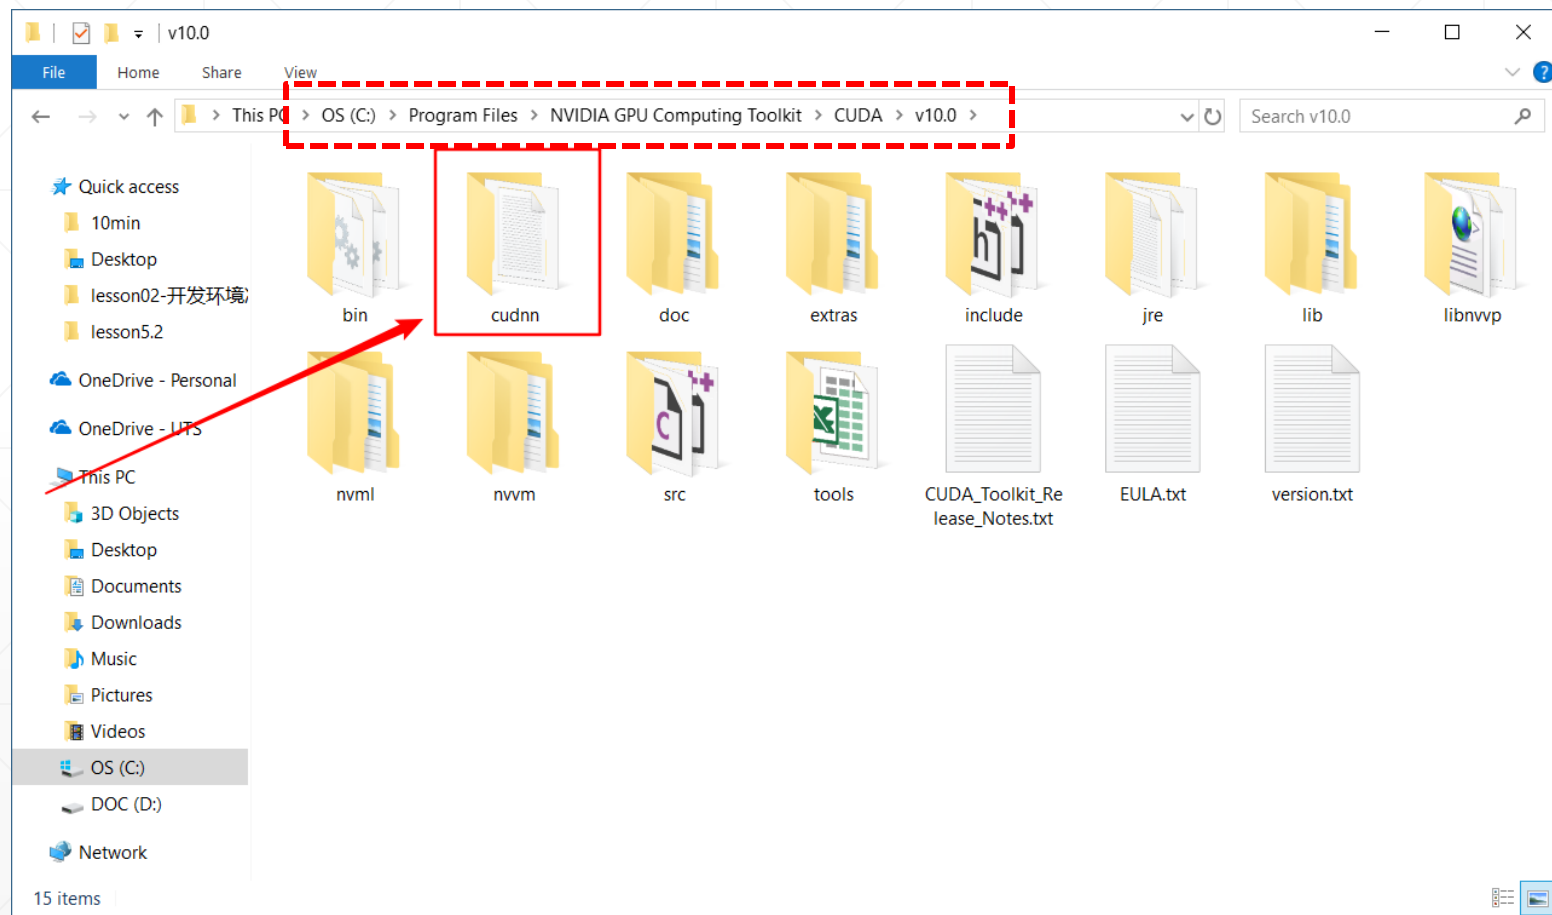 v10.0
File Home Share View
This PC > OS (C:) > Program Files > NVIDIA GPU Computing Toolkit > CUDA > v10.0 >
Search v10.0
Quick access
10min
Desktop
lesson02-开发环境
lesson5.2
OneDrive - Personal
OneDrive - UTS
This PC
3D Objects
Desktop
Documents
Downloads
Music
Pictures
Videos
OS (C:)
DOC (D:)
Network
bin cudnn doc extras include jre lib libnvvp
nvml nvvm src tools CUDA_Toolkit_Re EULA.txt version.txt
lease_Notes.txt
15 items